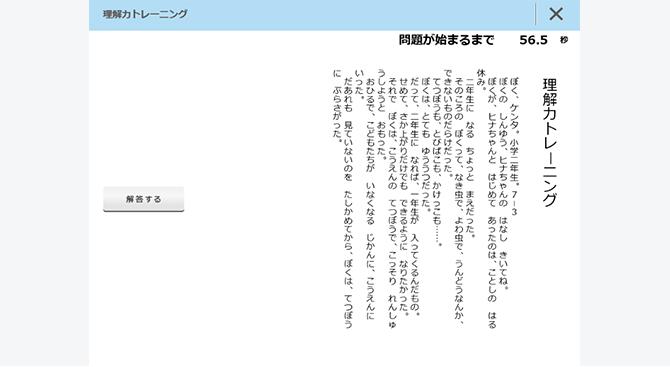 理解力トレーニング
問題が始まるまで 56.5 秒
理解力トレーニング
ぼく、ケンタ。小学二年生。7－3
ぼくの しんゆう、ヒナちゃんの はなし きいてね。
ぼくが、ヒナちゃんと はじめて あったのは、ことしの はる
休み。
二年生に なる ちょっと まえだった。
そのころの ぼくって、なき虫で、よわ虫で、うんどうなんか、
できないものだらけだった。
てつぼうも、とびばこも、かけっこも……。
ぼくは、とても ゆううつだった。
だって、二年生に なれば、一年生が 入ってくるんだもの。
せめて、さか上がりだけでも できるように なりたかった。
それで ぼくは、こうえんの てつぼうで、こっそり れんしゅ
うしようと おもった。
おひるで、こどもたちが いなくなる じかんに、こうえんに
いった。
だあれも 見ていないのを たしかめてから、ぼくは、てつぼう
に ぶらさがった。
解答する